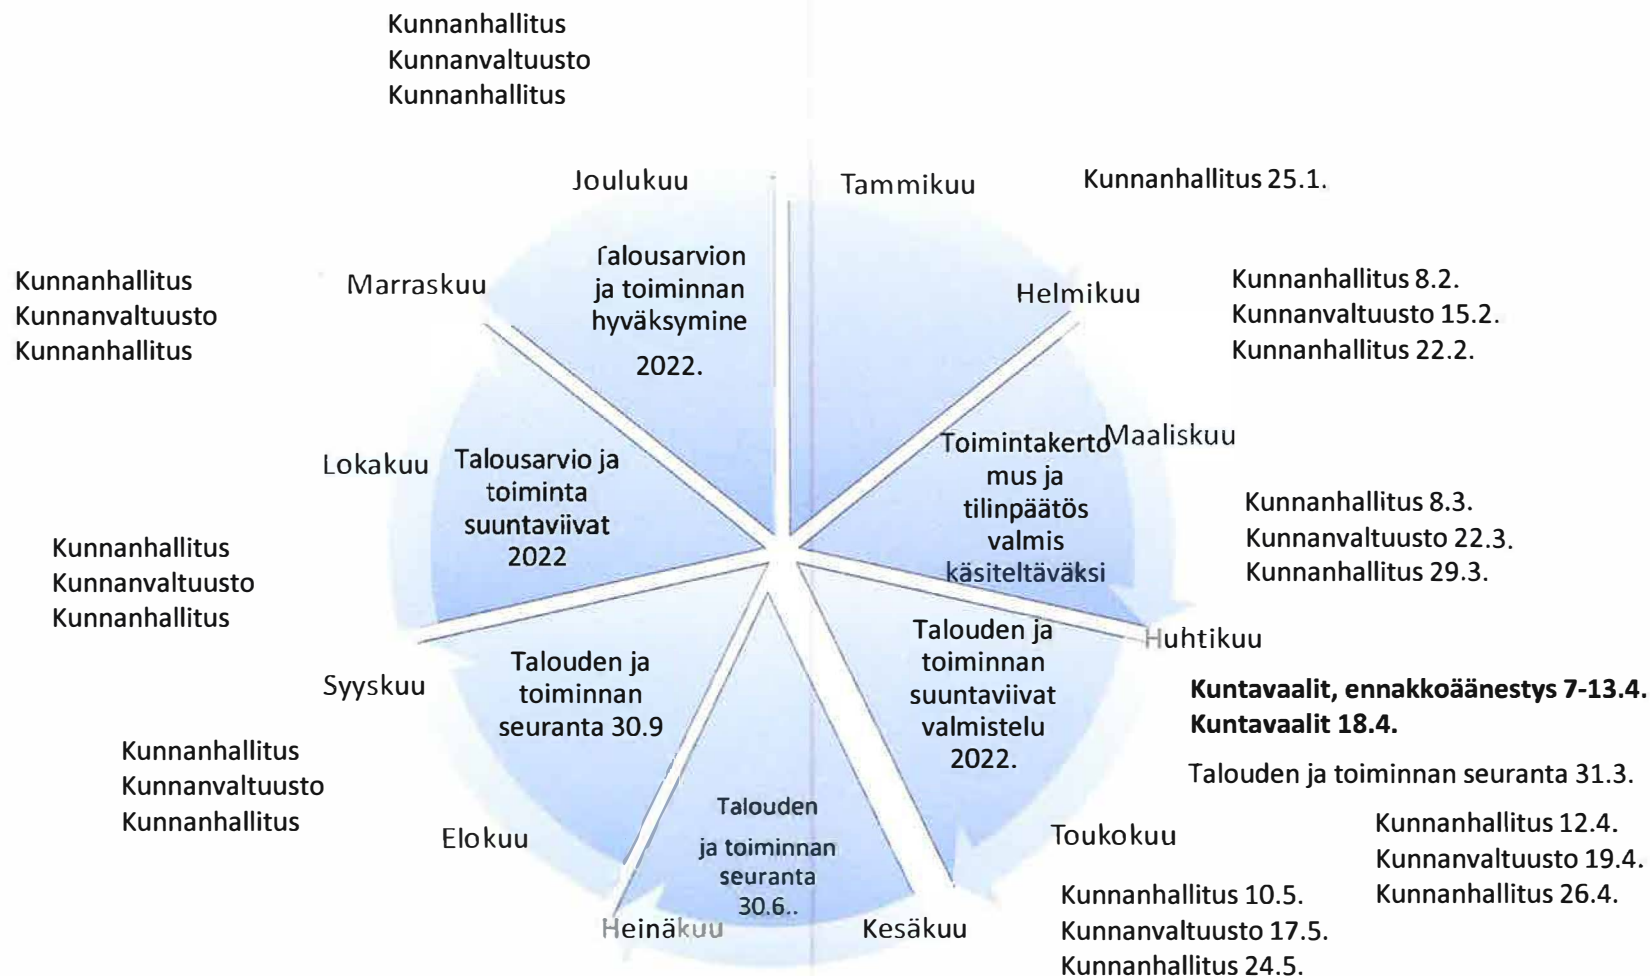 Kunnanhallitus
Kunnanvaltuusto
Kunnanhallitus
Joulukuu
Tammikuu
Kunnanhallitus 25.1.
Kunnanhallitus
Kunnanvaltuusto
Kunnanhallitus
Marraskuu
Talousarvion
ja toiminnan
hyväksymine
2022.
Helmikuu
Kunnanhallitus 8.2.
Kunnanvaltuusto 15.2.
Kunnanhallitus 22.2.
Lokakuu
Talousarvio ja
toiminta
suuntaviivat
2022
Toimintakerto
mus ja
tilinpäätös
valmis
käsiteltäväksi
Maaliskuu
Kunnanhallitus 8.3.
Kunnanvaltuusto 22.3.
Kunnanhallitus 29.3.
Kunnanhallitus
Kunnanvaltuusto
Kunnanhallitus
Syyskuu
Talouden ja
toiminnan
seuranta 30.9
Talouden ja
toiminnan
suuntaviivat
valmistelu
2022.
Huhtikuu
Kuntavaalit, ennakkoäänestys 7-13.4.
Kuntavaalit 18.4.
Talouden ja toiminnan seuranta 31.3.
Kunnanhallitus 12.4.
Kunnanvaltuusto 19.4.
Kunnanhallitus 26.4.
Kunnanhallitus
Kunnanvaltuusto
Kunnanhallitus
Elokuu
Talouden
ja toiminnan
seuranta
30.6..
Toukokuu
Kunnanhallitus 10.5.
Kunnanvaltuusto 17.5.
Kunnanhallitus 24.5.
Heinäkuu
Kesäkuu